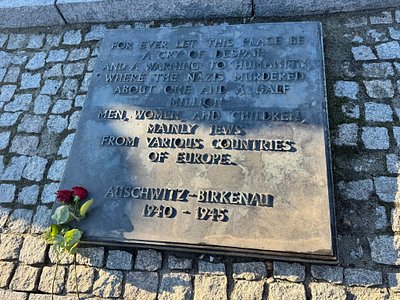 FOR EVER LET THIS PLACE BE
A CRY OF DESPAIR
AND A WARNING TO HUMANITY,
WHERE THE NAZIS MURDERED
ABOUT ONE AND A HALF
MILLION
MEN, WOMEN, AND CHILDREN,
MAINLY JEWS
FROM VARIOUS COUNTRIES
OF EUROPE.
AUSCHWITZ-BIRKENAU
1940 - 1945